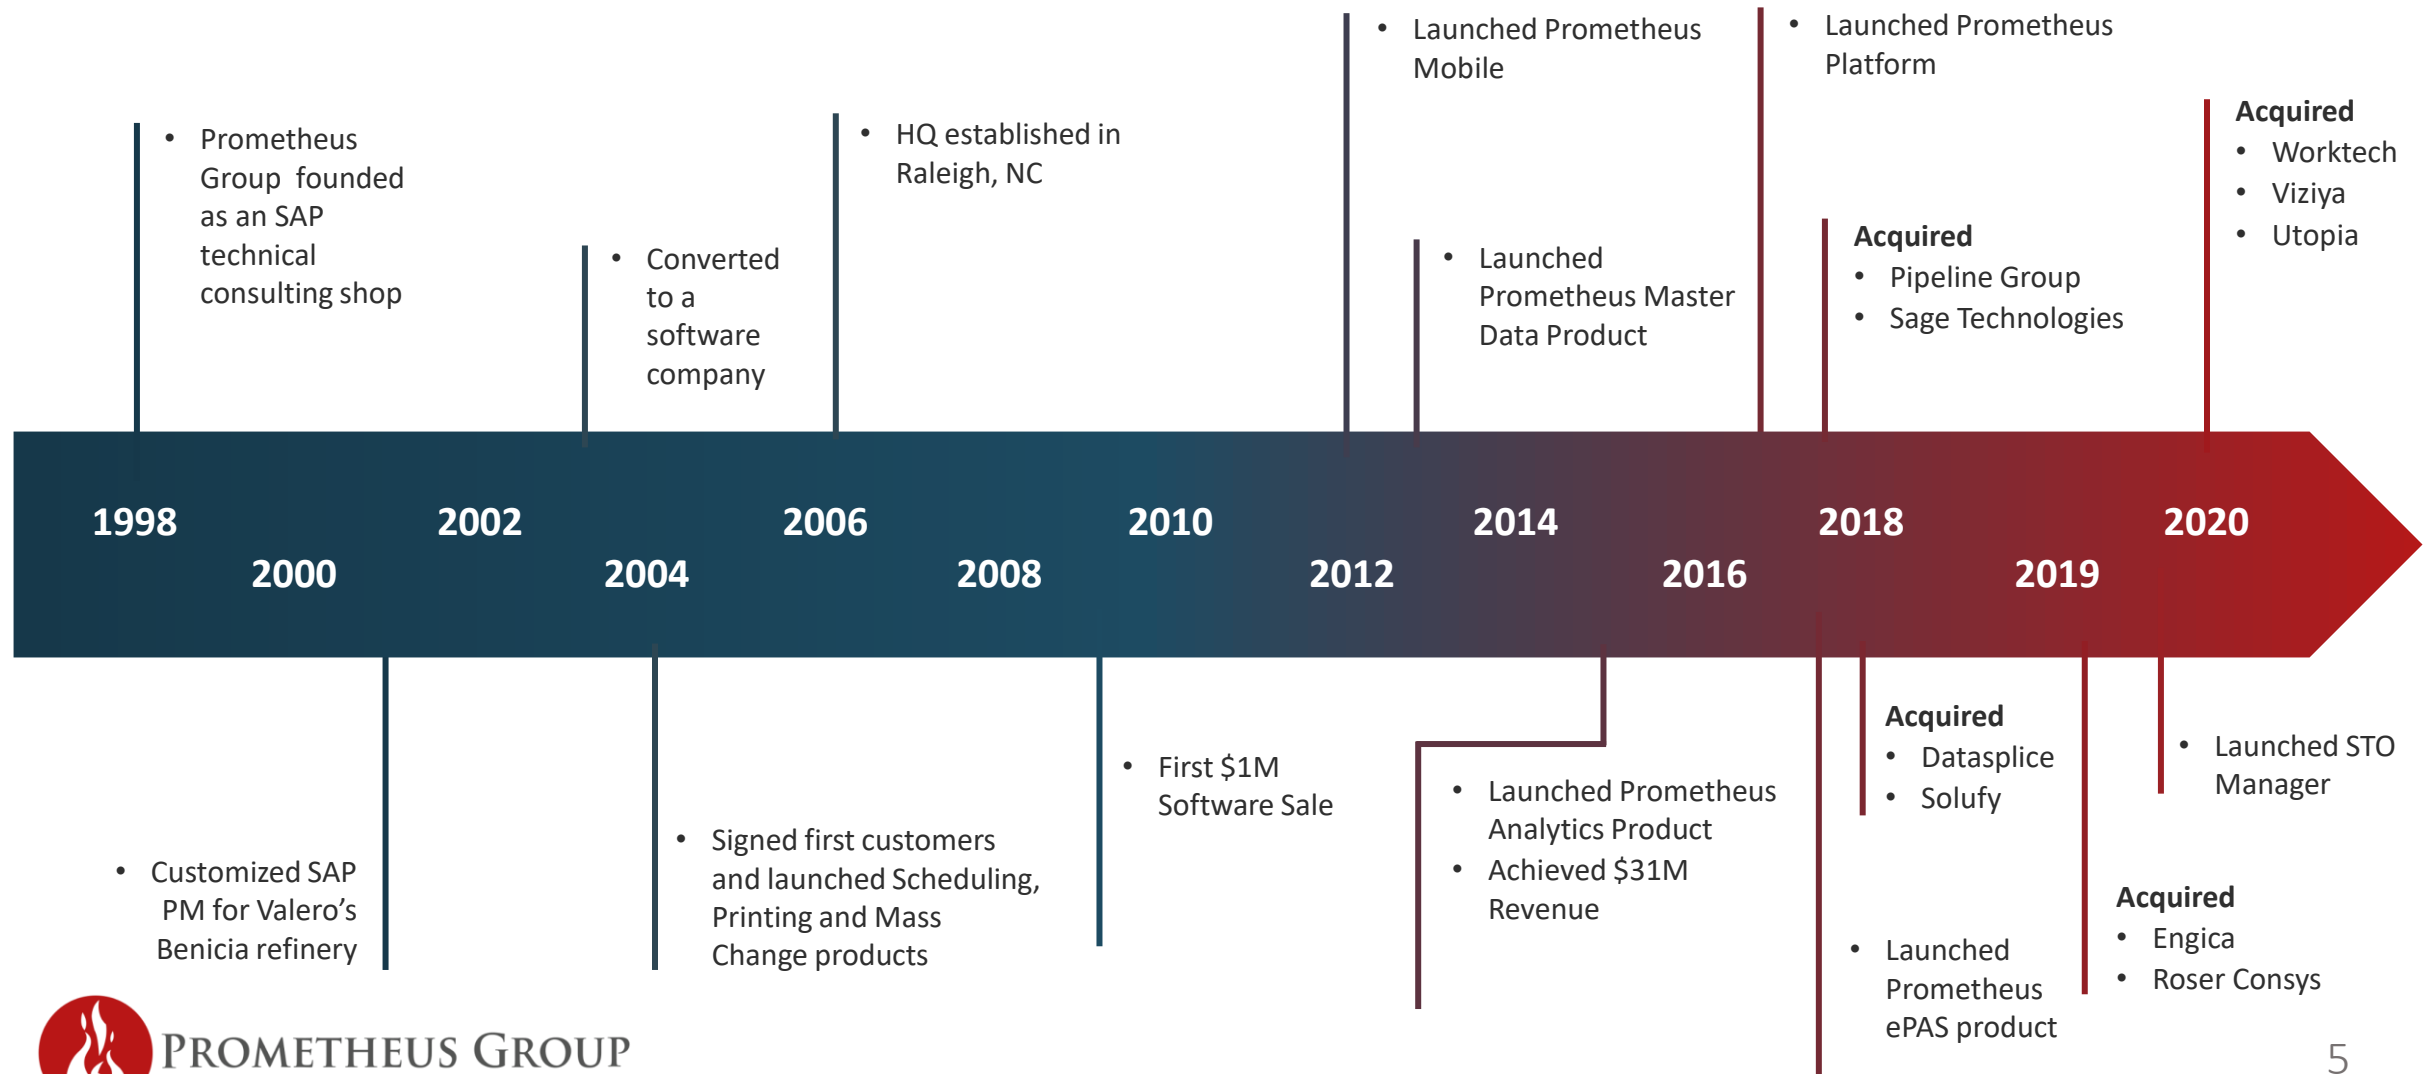 • Prometheus
Group founded
as an SAP
technical
consulting shop
• Converted
to a
software
company
• HQ established in
Raleigh, NC
• Launched Prometheus
Mobile
• Launched
Prometheus Master
Data Product
• Launched Prometheus
Platform
Acquired
• Pipeline Group
• Sage Technologies
Acquired
• Worktech
• Viziya
• Utopia
1998
2000
2002
2004
2006
2008
2010
2012
2014
2016
2018
2019
2020
• Customized SAP
PM for Valero’s
Benicia refinery
• Signed first customers
and launched Scheduling,
Printing and Mass
Change products
• First $1M
Software Sale
• Launched Prometheus
Analytics Product
• Achieved $31M
Revenue
• Launched
Prometheus
ePAS product
Acquired
• Datasplice
• Solufy
Acquired
• Engica
• Roser Consys
• Launched STO
Manager
PROMETHEUS GROUP
5